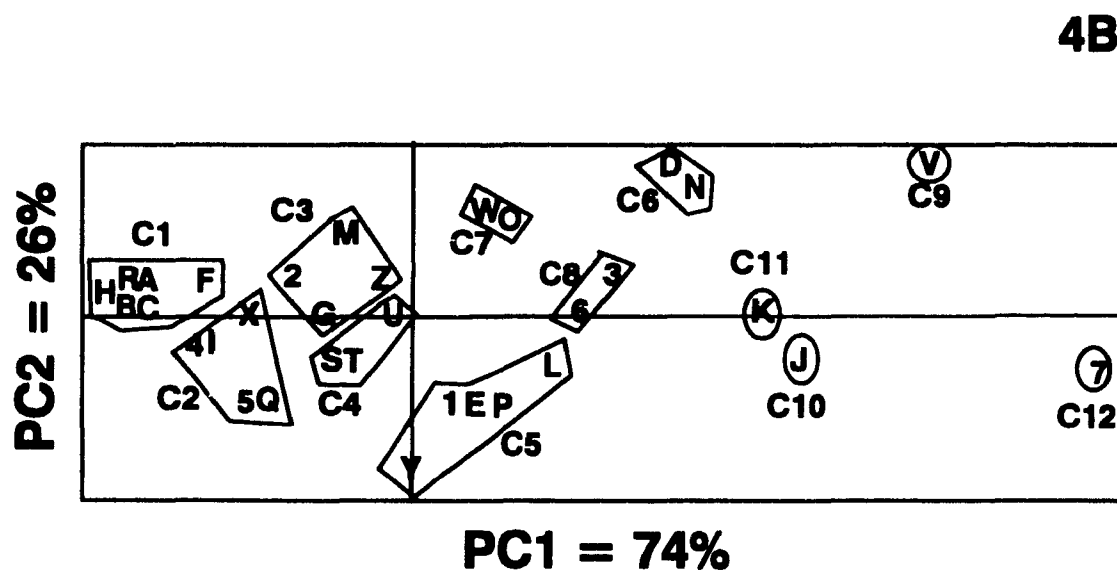 4B
D
V
N
C6
C9
C3
WO
M
C7
C1
C11
C8
3
2
Z
HRA
F
BC
X
G
U
6
K
4I
ST
J
L
7
C2
5Q
C4
1EP
C10
C12
C5
Y
PC2 = 26%
PC1 = 74%